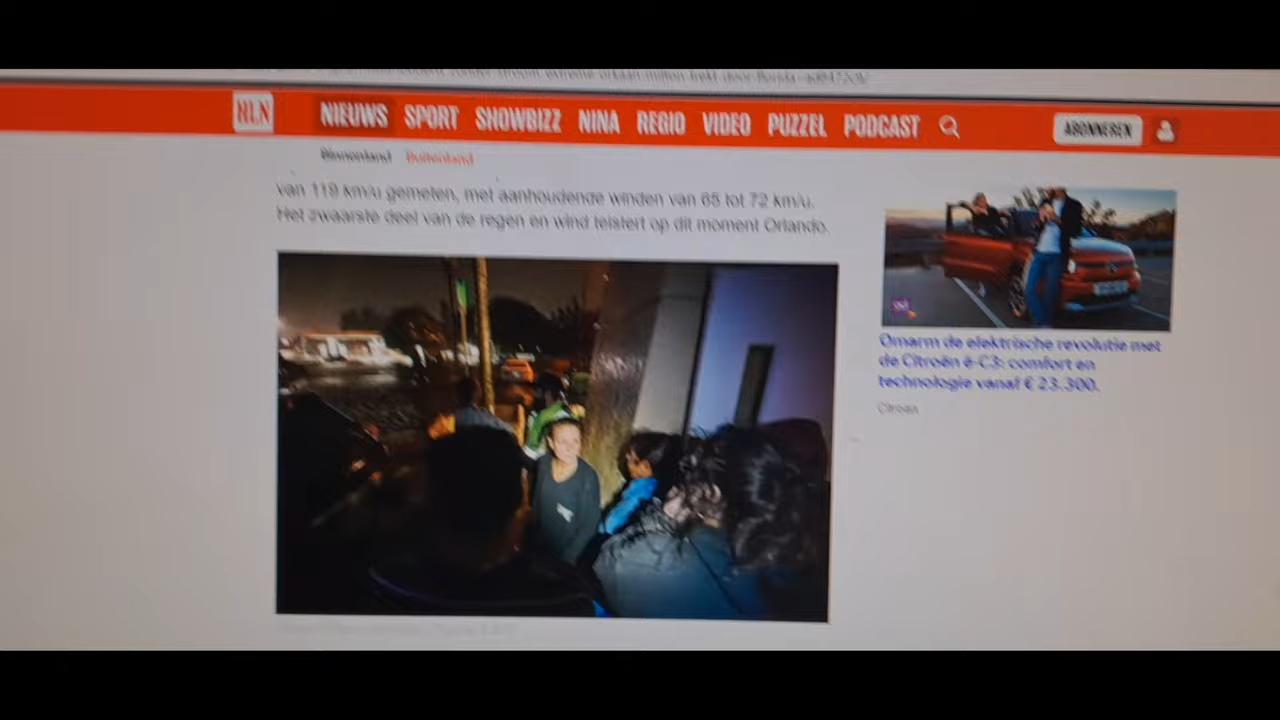 HLN
NIEUWS SPORT SHOWBIZZ NINA REGIO VIDEO PUZZEL PODCAST
ABONNEREN
Binnenland Buitenland
van 119 km/u gemeten, met aanhoudende winden van 65 tot 72 km/u.
Het zwaarste deel van de regen en wind teistert op dit moment Orlando.
Omarm de elektrische revolutie met
de Citroën ë-C3: comfort en
technologie vanaf € 23.300.
Citroën